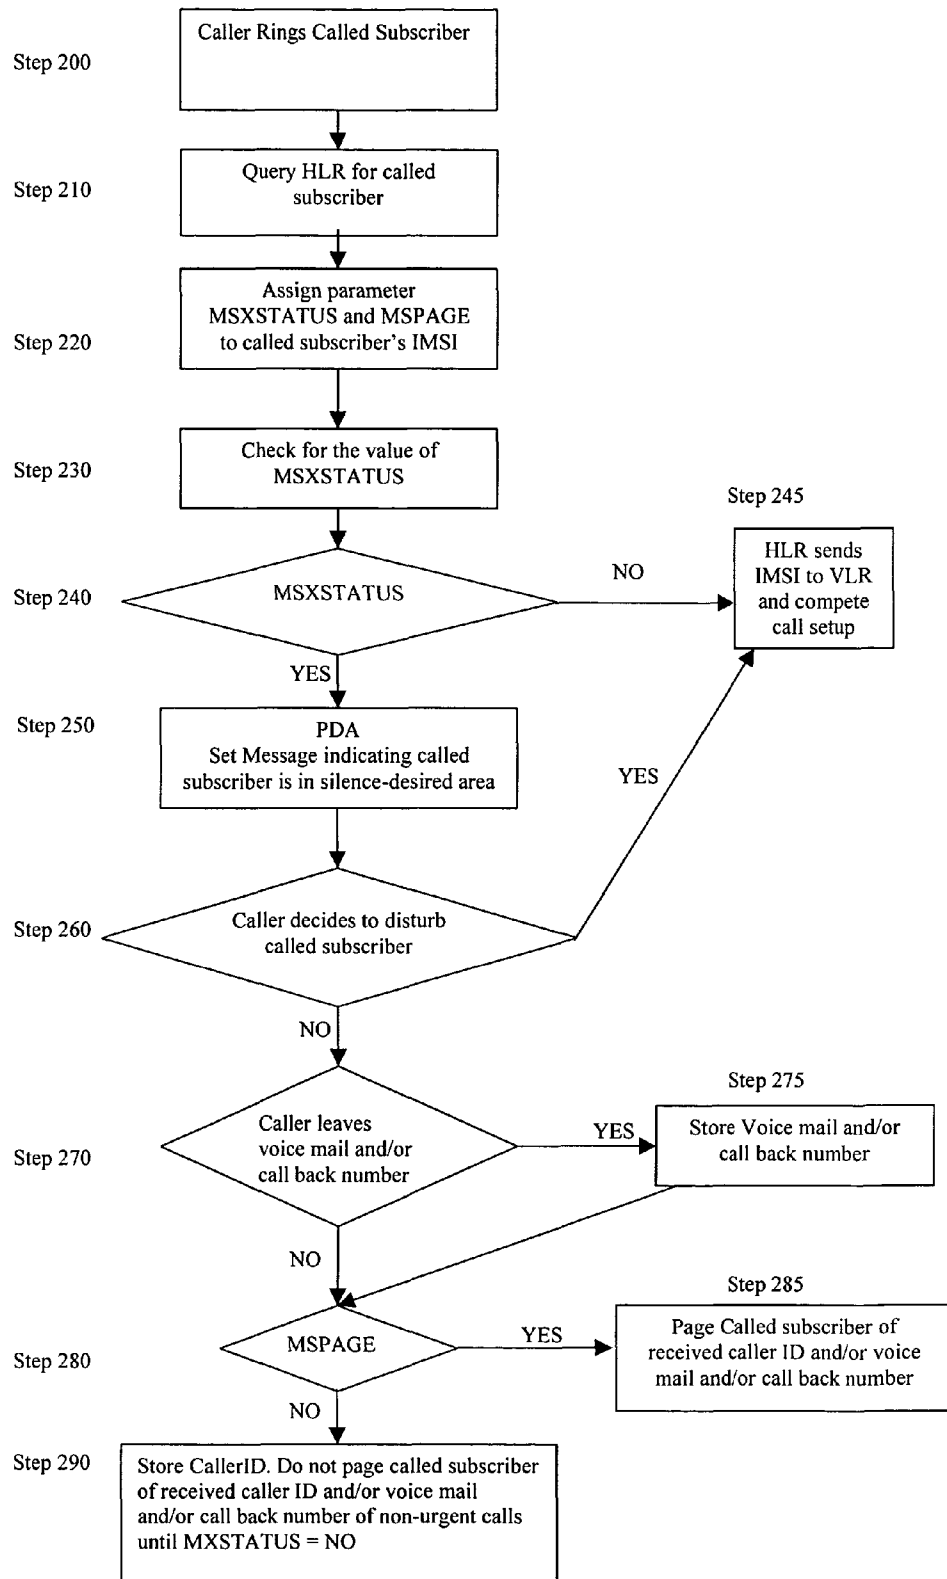 Caller Rings Called Subscriber
Step 200
Query HLR for called
subscriber
Step 210
Assign parameter
MSXSTATUS and MSPAGE
to called subscriber's IMSI
Step 220
Check for the value of
MSXSTATUS
Step 230
Step 245
HLR sends
IMSI to VLR
and compete
call setup
NO
MSXSTATUS
Step 240
YES
Step 250
PDA
Set Message indicating called
subscriber is in silence-desired area
YES
Step 260
Caller decides to disturb
called subscriber
NO
Step 275
Caller leaves
voice mail and/or
call back number
YES
Store Voice mail and/or
call back number
Step 270
NO
Step 285
MSPAGE
YES
Page Called subscriber of
received caller ID and/or voice
mail and/or call back number
Step 280
NO
Step 290
Store CallerID. Do not page called subscriber
of received caller ID and/or voice mail
and/or call back number of non-urgent calls
until MXSTATUS = NO